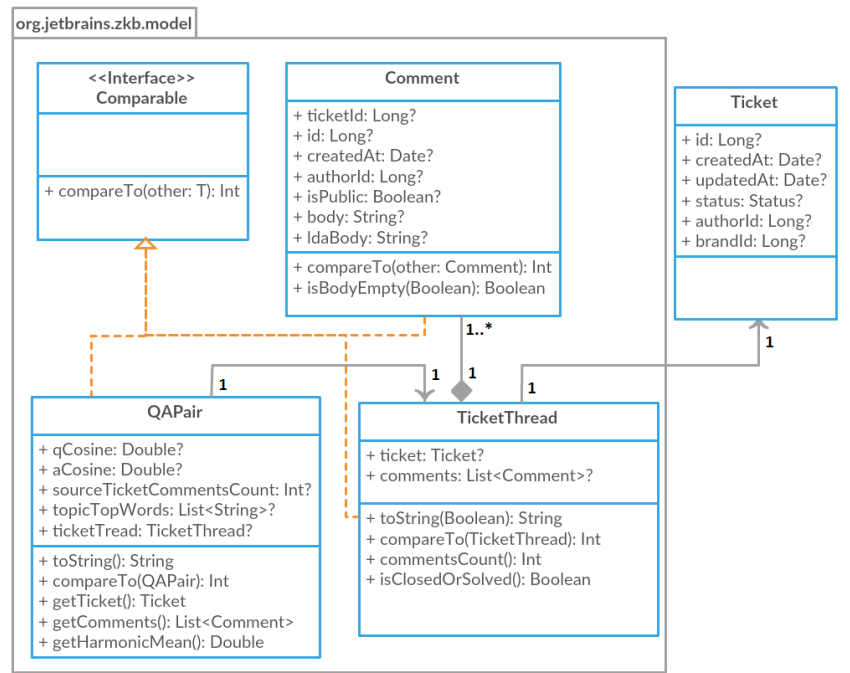 org.jetbrains.zkb.model
<<Interface>>
Comparable
+ compareTo(other: T): Int
Comment
+ ticketId: Long?
+ id: Long?
+ createdAt: Date?
+ authorId: Long?
+ isPublic: Boolean?
+ body: String?
+ ldaBody: String?
+ compareTo(other: Comment): Int
+ isBodyEmpty(Boolean): Boolean
Ticket
+ id: Long?
+ createdAt: Date?
+ updatedAt: Date?
+ status: Status?
+ authorId: Long?
+ brandId: Long?
1..*
1
1
1
1
1
QAPair
+ qCosine: Double?
+ aCosine: Double?
+ sourceTicketCommentsCount: Int?
+ topicTopWords: List<String>?
+ ticketTread: TicketThread?
+ toString(): String
+ compareTo(QAPair): Int
+ getTicket(): Ticket
+ getComments(): List<Comment>
+ getHarmonicMean(): Double
TicketThread
+ ticket: Ticket?
+ comments: List<Comment>?
+ toString(Boolean): String
+ compareTo(TicketThread): Int
+ commentsCount(): Int
+ isClosedOrSolved(): Boolean